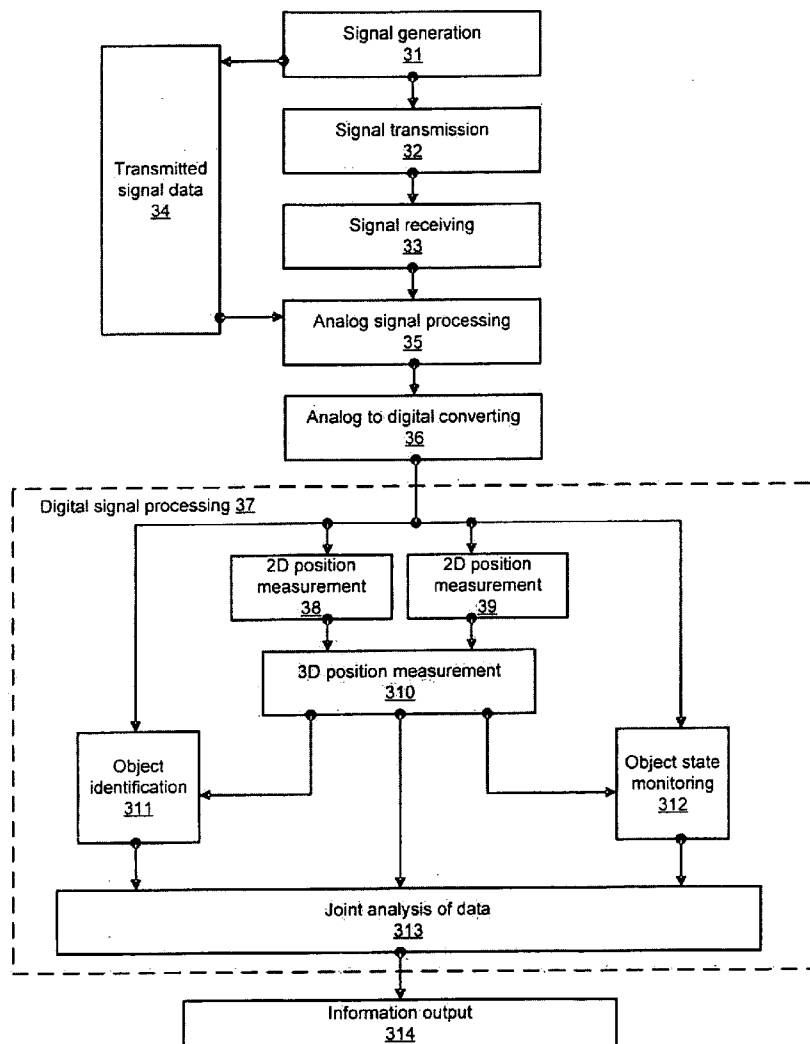 Signal generation
31
Signal transmission
32
Transmitted
signal data
34
Signal receiving
33
Analog signal processing
35
Analog to digital converting
36
Digital signal processing 37
2D position
measurement
38
2D position
measurement
39
3D position measurement
310
Object
identification
311
Object state
monitoring
312
Joint analysis of data
313
Information output
314